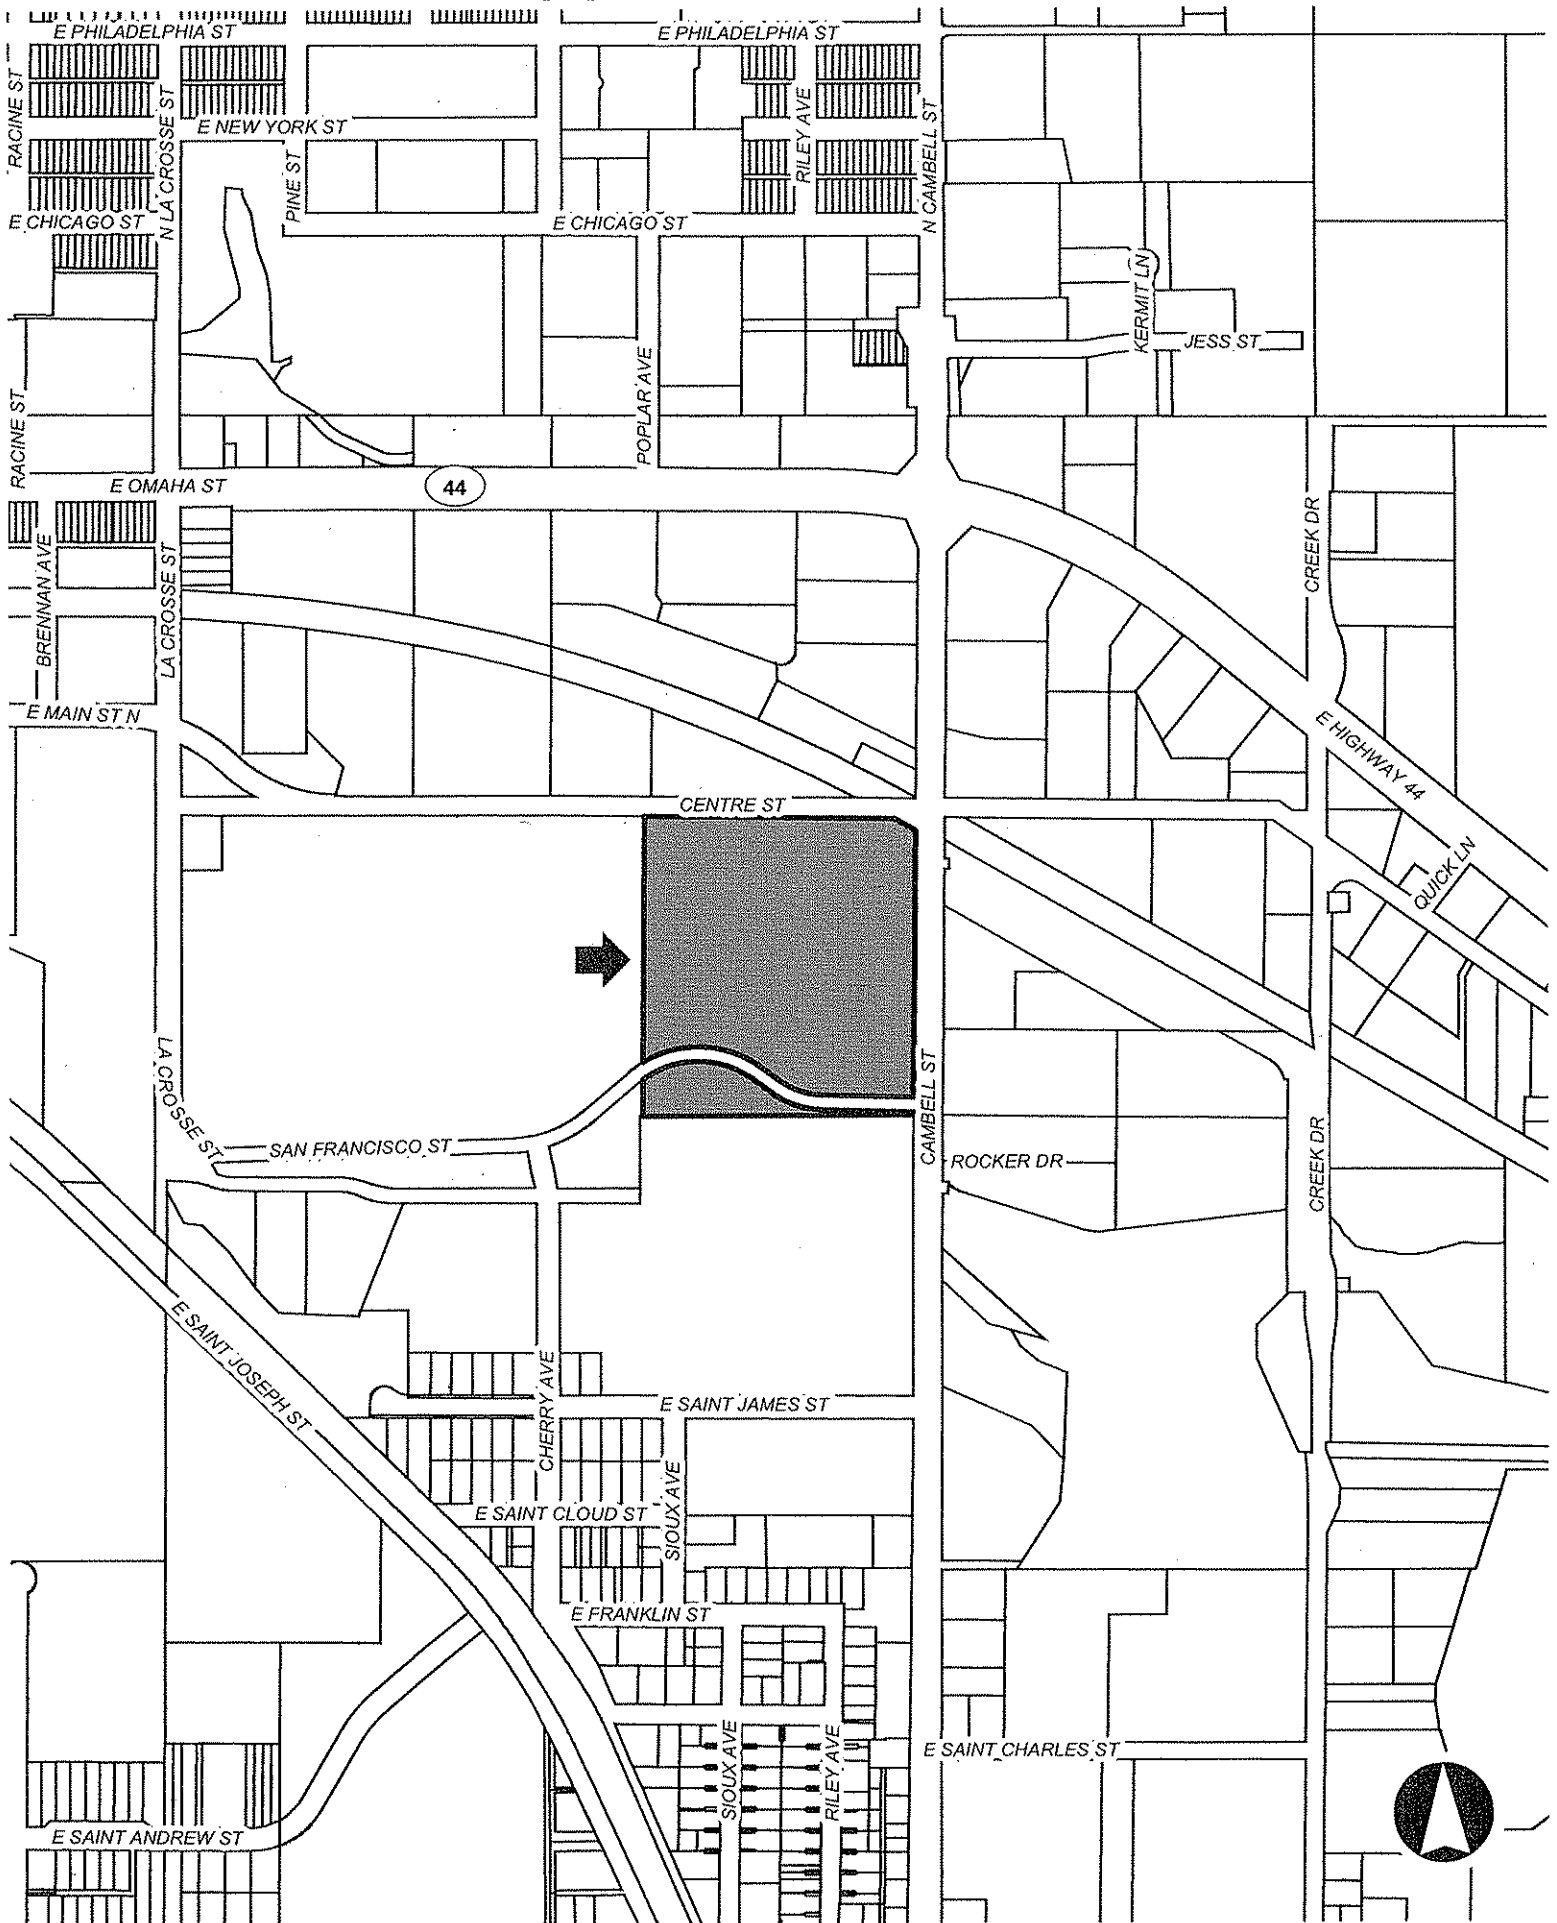 E PHILADELPHIA ST
E PHILADELPHIA ST
RACINE ST
N LA CROSSE ST
E NEW YORK ST
PINE ST
RILEY AVE
N CAMBELL ST
E CHICAGO ST
E CHICAGO ST
KERMIT LN
JESS ST
POPLAR AVE
RACINE ST
E OMAHA ST
44
CREEK DR
BRENNAN AVE
LA CROSSE ST
E MAIN ST N
E HIGHWAY 44
CENTRE ST
QUICK LN
LA CROSSE ST
CAMBELL ST
SAN FRANCISCO ST
ROCKER DR
CREEK DR
E SAINT JOSEPH ST
CHERRY AVE
E SAINT JAMES ST
SIOUX AVE
E SAINT CLOUD ST
E FRANKLIN ST
SIOUX AVE
RILEY AVE
E SAINT CHARLES ST
E SAINT ANDREW ST